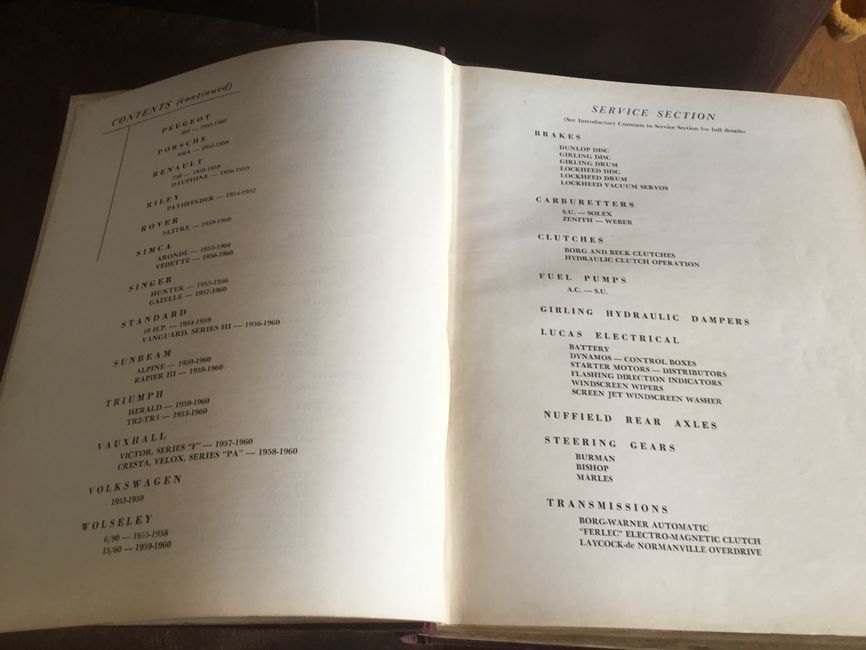 CONTENTS (continued)
PEUGEOT
403 — 1955-1960
PORSCHE
356A — 1955-1959
RENAULT
750 — 1950-1959
DAUPHINE — 1956-1959
RILEY
PATHFINDER — 1954-1957
ROVER
3-LITRE — 1959-1960
SIMCA
ARONDE — 1955-1960
VEDETTE — 1956-1960
SINGER
HUNTER — 1955-1956
GAZELLE — 1957-1960
STANDARD
10 H.P. — 1954-1959
VANGUARD, SERIES III — 1956-1960
SUNBEAM
ALPINE — 1959-1960
RAPIER III — 1959-1960
TRIUMPH
HERALD — 1959-1960
TR2-TR3 — 1953-1960
VAUXHALL
VICTOR, SERIES “F” — 1957-1960
CRESTA, VELOX, SERIES “PA” — 1958-1960
VOLKSWAGEN
1953-1959
WOLSELEY
6/90 — 1955-1958
15/60 — 1959-1960
SERVICE SECTION
(See Introductory Contents to Service Section for full details)
BRAKES
DUNLOP DISC
GIRLING DISC
GIRLING DRUM
LOCKHEED DISC
LOCKHEED DRUM
LOCKHEED VACUUM SERVOS
CARBURETTERS
S.U. — SOLEX
ZENITH — WEBER
CLUTCHES
BORG AND BECK CLUTCHES
HYDRAULIC CLUTCH OPERATION
FUEL PUMPS
A.C. — S.U.
GIRLING HYDRAULIC DAMPERS
LUCAS ELECTRICAL
BATTERY
DYNAMOS — CONTROL BOXES
STARTER MOTORS — DISTRIBUTORS
FLASHING DIRECTION INDICATORS
WINDSCREEN WIPERS
SCREEN JET WINDSCREEN WASHER
NUFFIELD REAR AXLES
STEERING GEARS
BURMAN
BISHOP
MARLES
TRANSMISSIONS
BORG-WARNER AUTOMATIC
“FERLEC” ELECTRO-MAGNETIC CLUTCH
LAYCOCK-de NORMANVILLE OVERDRIVE